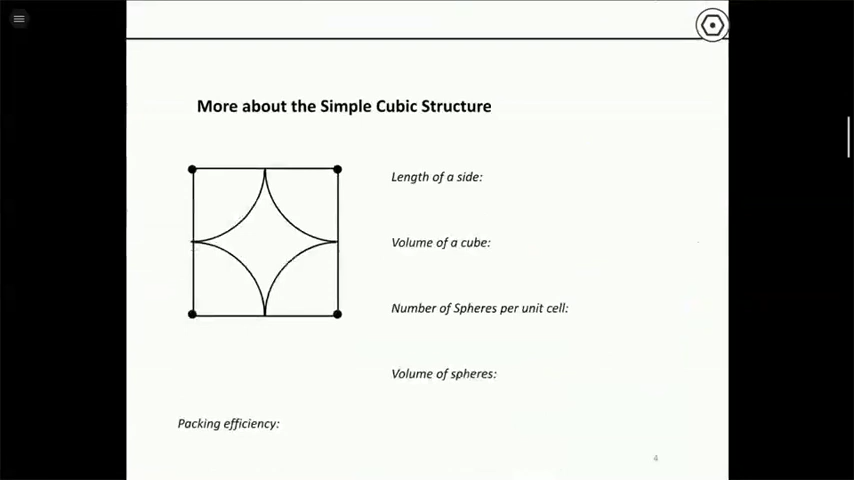 More about the Simple Cubic Structure
Length of a side:
Volume of a cube:
Number of Spheres per unit cell:
Volume of spheres:
Packing efficiency:
4